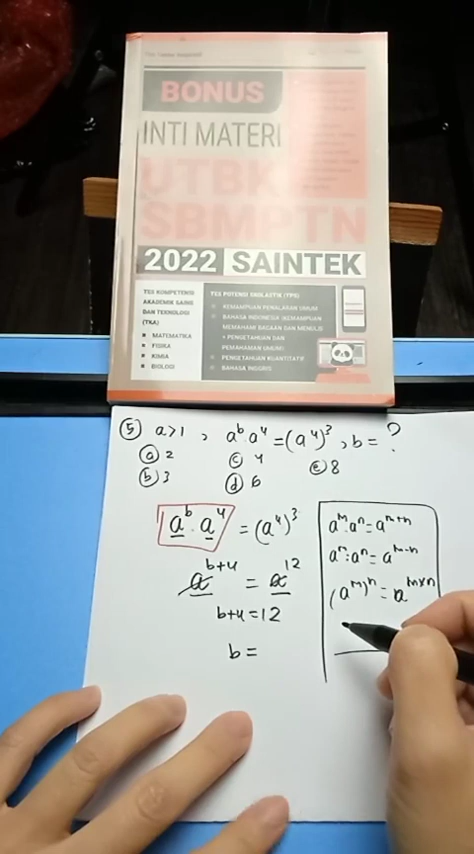 BONUS
INTI MATERI
UTBK
SBMPTN
2022 SAINTEK
TES KOMPETENSI
AKADEMIK SAINS
DAN TEKNOLOGI
(TKA)
MATEMATIKA
FISIKA
KIMIA
BIOLOGI
TES POTENSI SKOLASTIK (TPS)
KEMAMPUAN PENALARAN UMUM
BAHASA INDONESIA (KEMAMPUAN
MEMAHAMI BACAAN DAN MENULIS
+ PENGETAHUAN DAN
PEMAHAMAN UMUM)
PENGETAHUAN KUANTITATIF
BAHASA INGGRIS
⑤ a>1 , a^b.a^4=(a^4)^3 , b= ?
ⓐ 2 ⓒ 4 ⓔ 8
ⓑ 3 ⓓ 6
a^b . a^4 = (a^4)^3
a^b+4 = a^12
b+4=12
b=
a^m.a^n=a^m+n
a^m:a^n=a^m-n
(a^m)^n=a^m×n